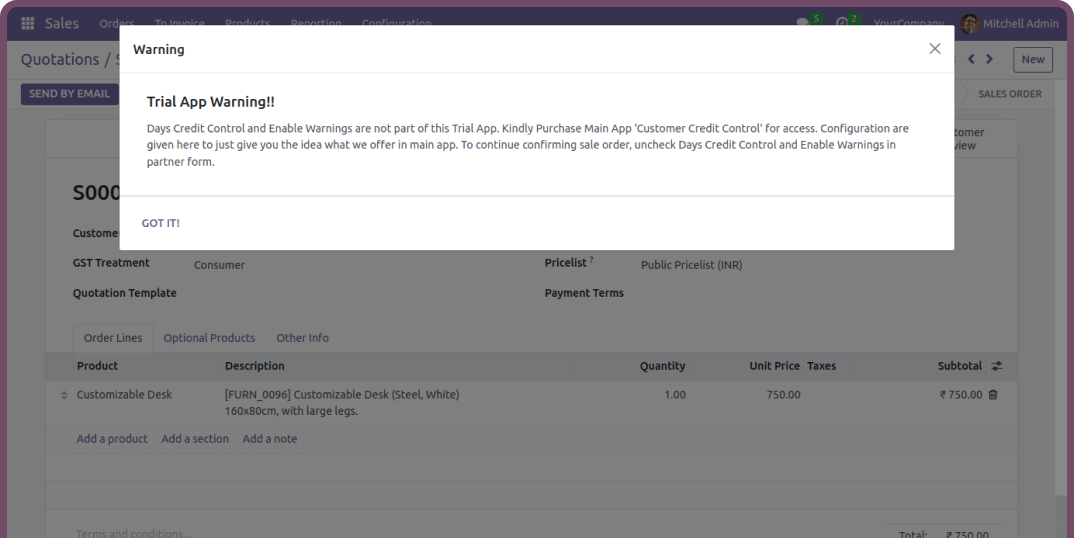 Sales Orders To Invoice Products Reporting Configuration 5 2 YourCompany Mitchell Admin
Warning
Quotations / S
New
SEND BY EMAIL
SALES ORDER
Trial App Warning!!
Days Credit Control and Enable Warnings are not part of this Trial App. Kindly Purchase Main App 'Customer Credit Control' for access. Configuration are
given here to just give you the idea what we offer in main app. To continue confirming sale order, uncheck Days Credit Control and Enable Warnings in
partner form.
tomer
view
S000
GOT IT!
Custome
GST Treatment Consumer
Pricelist ? Public Pricelist (INR)
Quotation Template
Payment Terms
Order Lines Optional Products Other Info
Product Description Quantity Unit Price Taxes Subtotal
Customizable Desk [FURN_0096] Customizable Desk (Steel, White) 1.00 750.00 ₹ 750.00
160x80cm, with large legs.
Add a product Add a section Add a note
Terms and conditions...
Total: ₹ 750.00